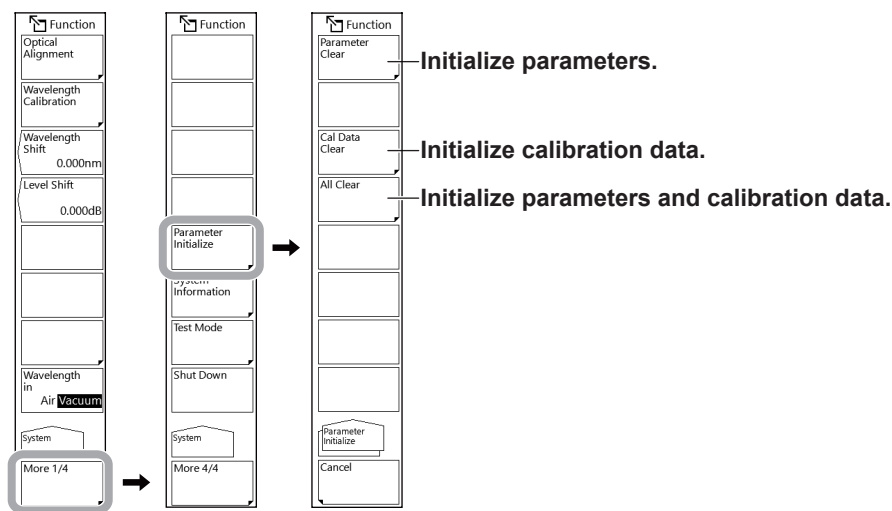 Function
Optical
Alignment
Wavelength
Calibration
Wavelength
Shift
0.000nm
Level Shift
0.000dB
Wavelength
in
Air Vacuum
System
More 1/4
Function
Parameter
Initialize
System
Information
Test Mode
Shut Down
System
More 4/4
Function
Parameter
Clear
Initialize parameters.
Cal Data
Clear
Initialize calibration data.
All Clear
Initialize parameters and calibration data.
Parameter
Initialize
Cancel